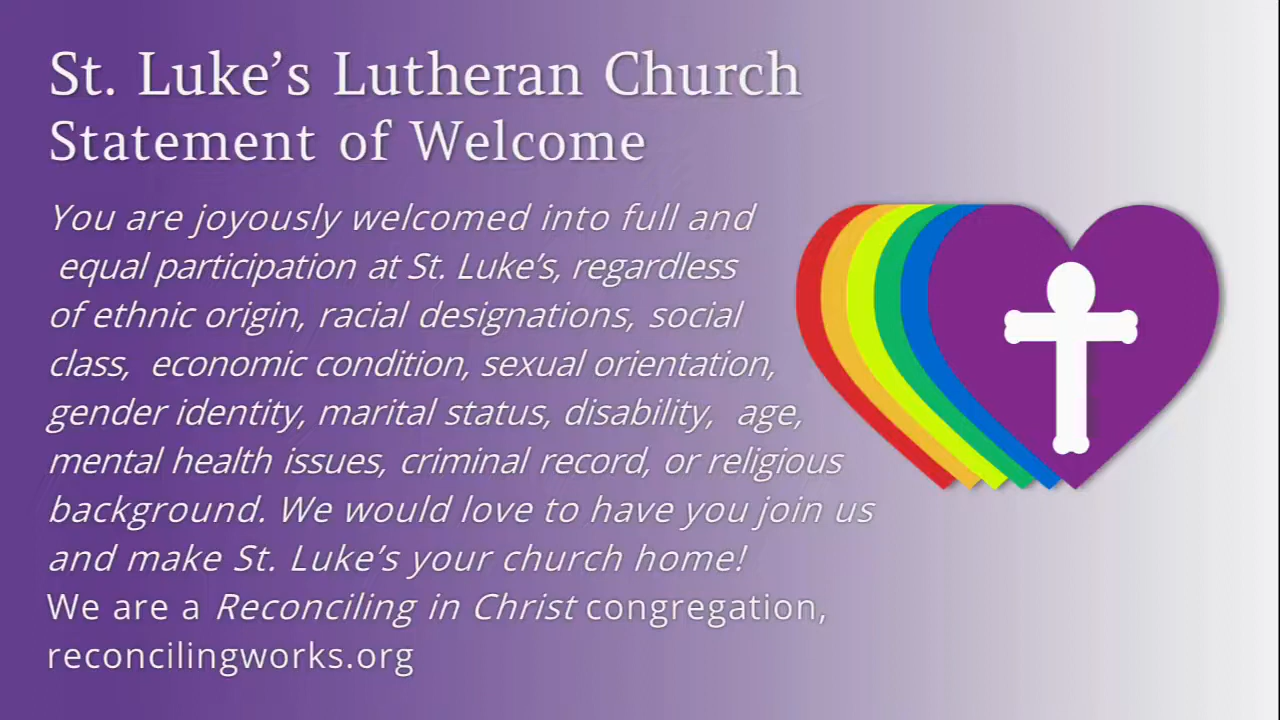 St. Luke’s Lutheran Church
Statement of Welcome
You are joyously welcomed into full and
equal participation at St. Luke’s, regardless
of ethnic origin, racial designations, social
class, economic condition, sexual orientation,
gender identity, marital status, disability, age,
mental health issues, criminal record, or religious
background. We would love to have you join us
and make St. Luke’s your church home!
We are a Reconciling in Christ congregation,
reconcilingworks.org